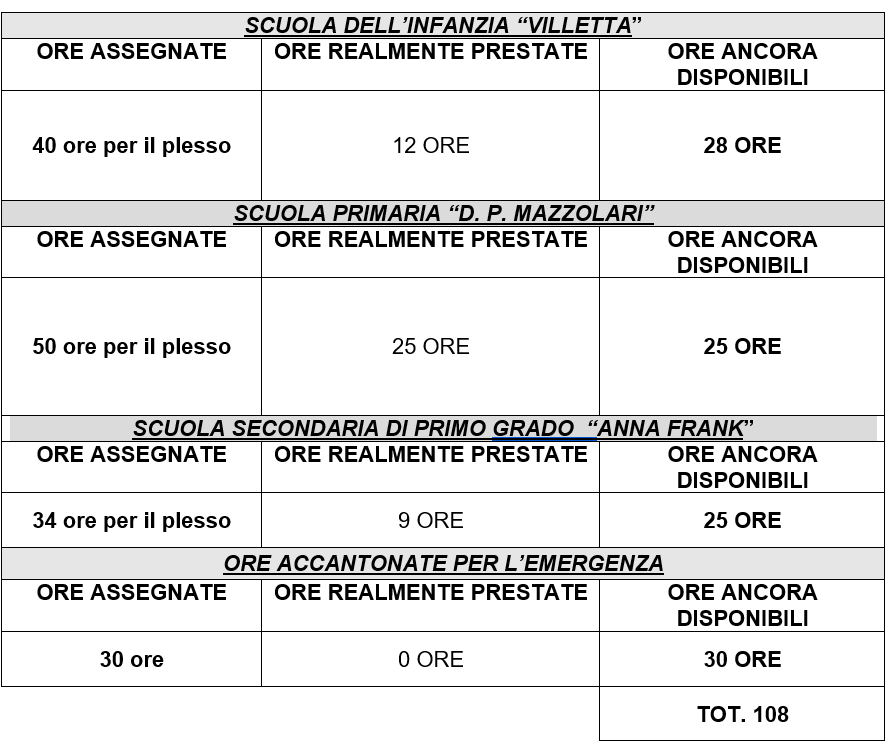 SCUOLA DELL’INFANZIA “VILLETTA”
ORE ASSEGNATE ORE REALMENTE PRESTATE ORE ANCORA
DISPONIBILI
40 ore per il plesso 12 ORE 28 ORE
SCUOLA PRIMARIA “D. P. MAZZOLARI”
ORE ASSEGNATE ORE REALMENTE PRESTATE ORE ANCORA
DISPONIBILI
50 ore per il plesso 25 ORE 25 ORE
SCUOLA SECONDARIA DI PRIMO GRADO “ANNA FRANK”
ORE ASSEGNATE ORE REALMENTE PRESTATE ORE ANCORA
DISPONIBILI
34 ore per il plesso 9 ORE 25 ORE
ORE ACCANTONATE PER L’EMERGENZA
ORE ASSEGNATE ORE REALMENTE PRESTATE ORE ANCORA
DISPONIBILI
30 ore 0 ORE 30 ORE
TOT. 108